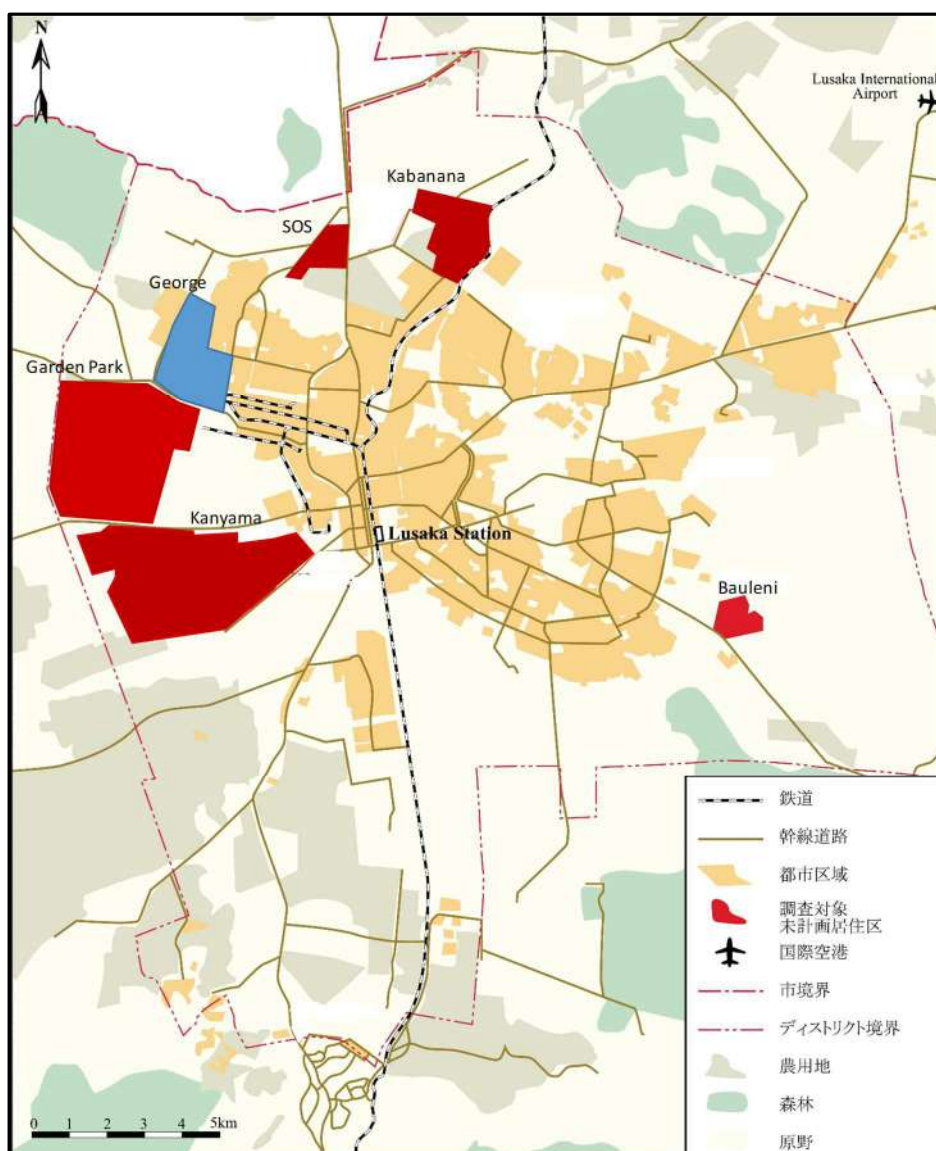 N
Lusaka International
Airport
Kabanana
SOS
George
Garden Park
Kanyama
Lusaka Station
Bauleni
鉄道
幹線道路
都市区域
調査対象
未計画居住区
国際空港
市境界
ディストリクト境界
農用地
森林
原野
0 1 2 3 4 5km